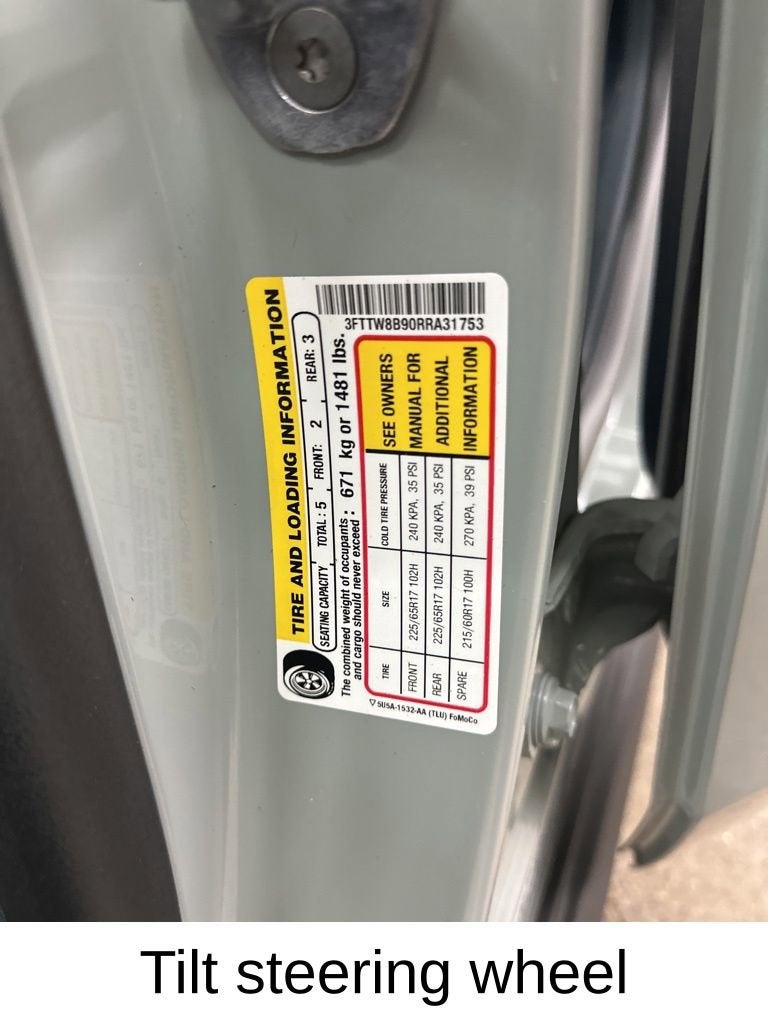 TIRE AND LOADING INFORMATION
SEATING CAPACITY TOTAL : 5 FRONT: 2 REAR: 3
The combined weight of occupants and cargo should never exceed : 671 kg or 1481 lbs.
3FTTW8B90RRA31753
TIRE SIZE COLD TIRE PRESSURE
FRONT 225/65R17 102H 240 KPA, 35 PSI
REAR 225/65R17 102H 240 KPA, 35 PSI
SPARE 215/60R17 100H 270 KPA, 39 PSI
SEE OWNERS
MANUAL FOR
ADDITIONAL
INFORMATION
5U5A-1532-AA (TLU) FoMoCo
Tilt steering wheel